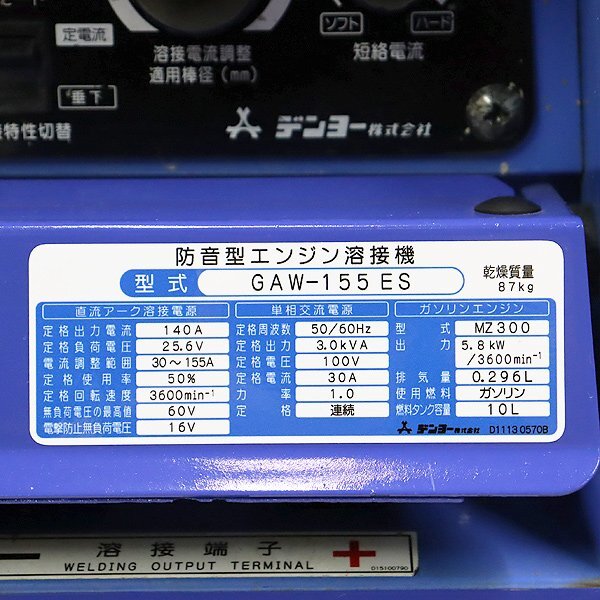 ソフト
ハード
定電流
溶接電流調整
適用棒径(mm)
短絡電流
垂下
特性切替
デンヨー株式会社
防音型エンジン溶接機
型式 GAW-155ES
乾燥質量
87kg
直流アーク溶接電源
定格出力電流 140A
定格負荷電圧 25.6V
電流調整範囲 30~155A
定格使用率 50%
定格回転速度 3600min⁻¹
無負荷電圧の最高値 60V
電撃防止無負荷電圧 16V
単相交流電源
定格周波数 50/60Hz
定格出力 3.0kVA
定格電圧 100V
定格電流 30A
力率 1.0
定格 連続
ガソリンエンジン
型式 MZ300
出力 5.8kW
/3600min⁻¹
排気量 0.296L
使用燃料 ガソリン
燃料タンク容量 10L
デンヨー株式会社 D11130570B
- 溶接端子 +
WELDING OUTPUT TERMINAL D15100790